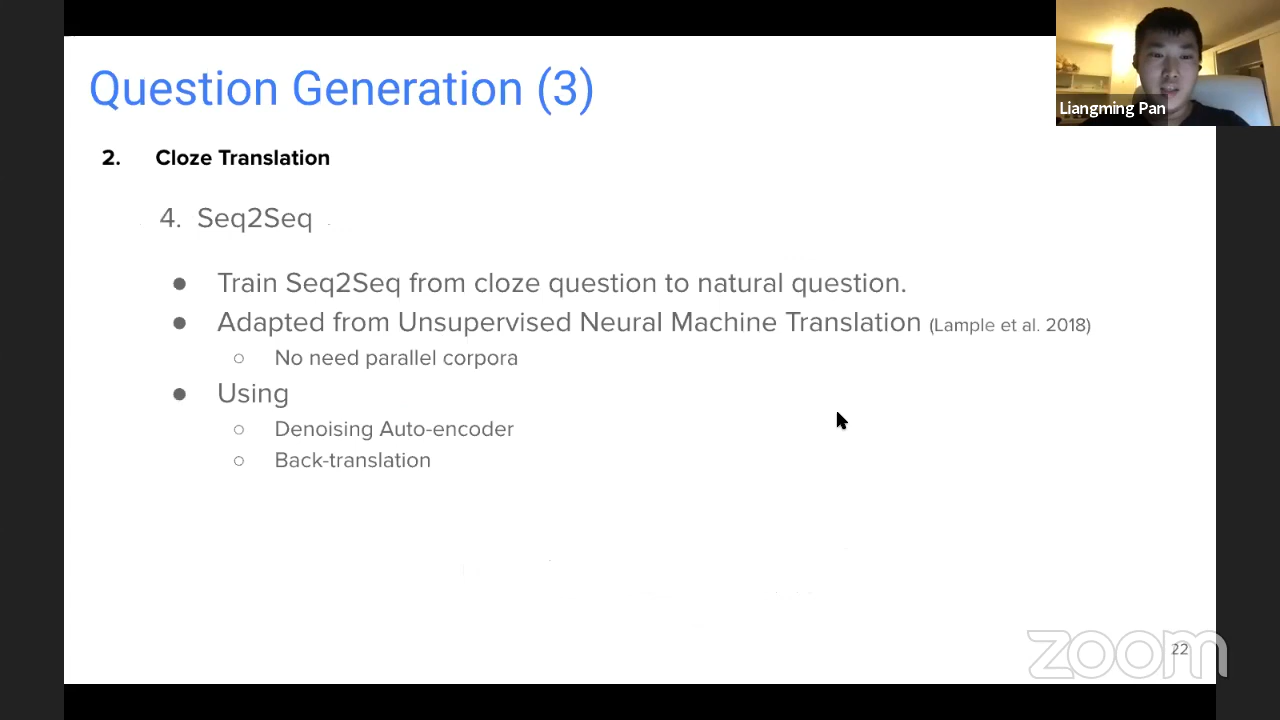 Question Generation (3)
Liangming Pan
2. Cloze Translation
4. Seq2Seq
● Train Seq2Seq from cloze question to natural question.
● Adapted from Unsupervised Neural Machine Translation (Lample et al. 2018)
○ No need parallel corpora
● Using
○ Denoising Auto-encoder
○ Back-translation
zoom
22